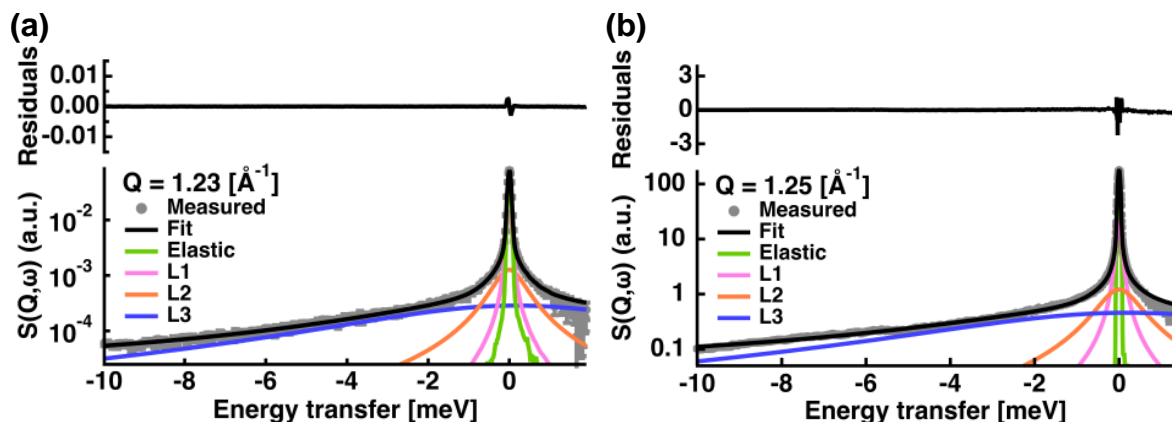 (a)
Residuals
0.01
0.00
-0.01
S(Q,ω) (a.u.)
10⁻²
10⁻³
10⁻⁴
Q = 1.23 [Å⁻¹]
Measured
Fit
Elastic
L1
L2
L3
-10 -8 -6 -4 -2 0
Energy transfer [meV]
(b)
Residuals
3
0
-3
S(Q,ω) (a.u.)
100
10
1
0.1
Q = 1.25 [Å⁻¹]
Measured
Fit
Elastic
L1
L2
L3
-10 -8 -6 -4 -2 0
Energy transfer [meV]